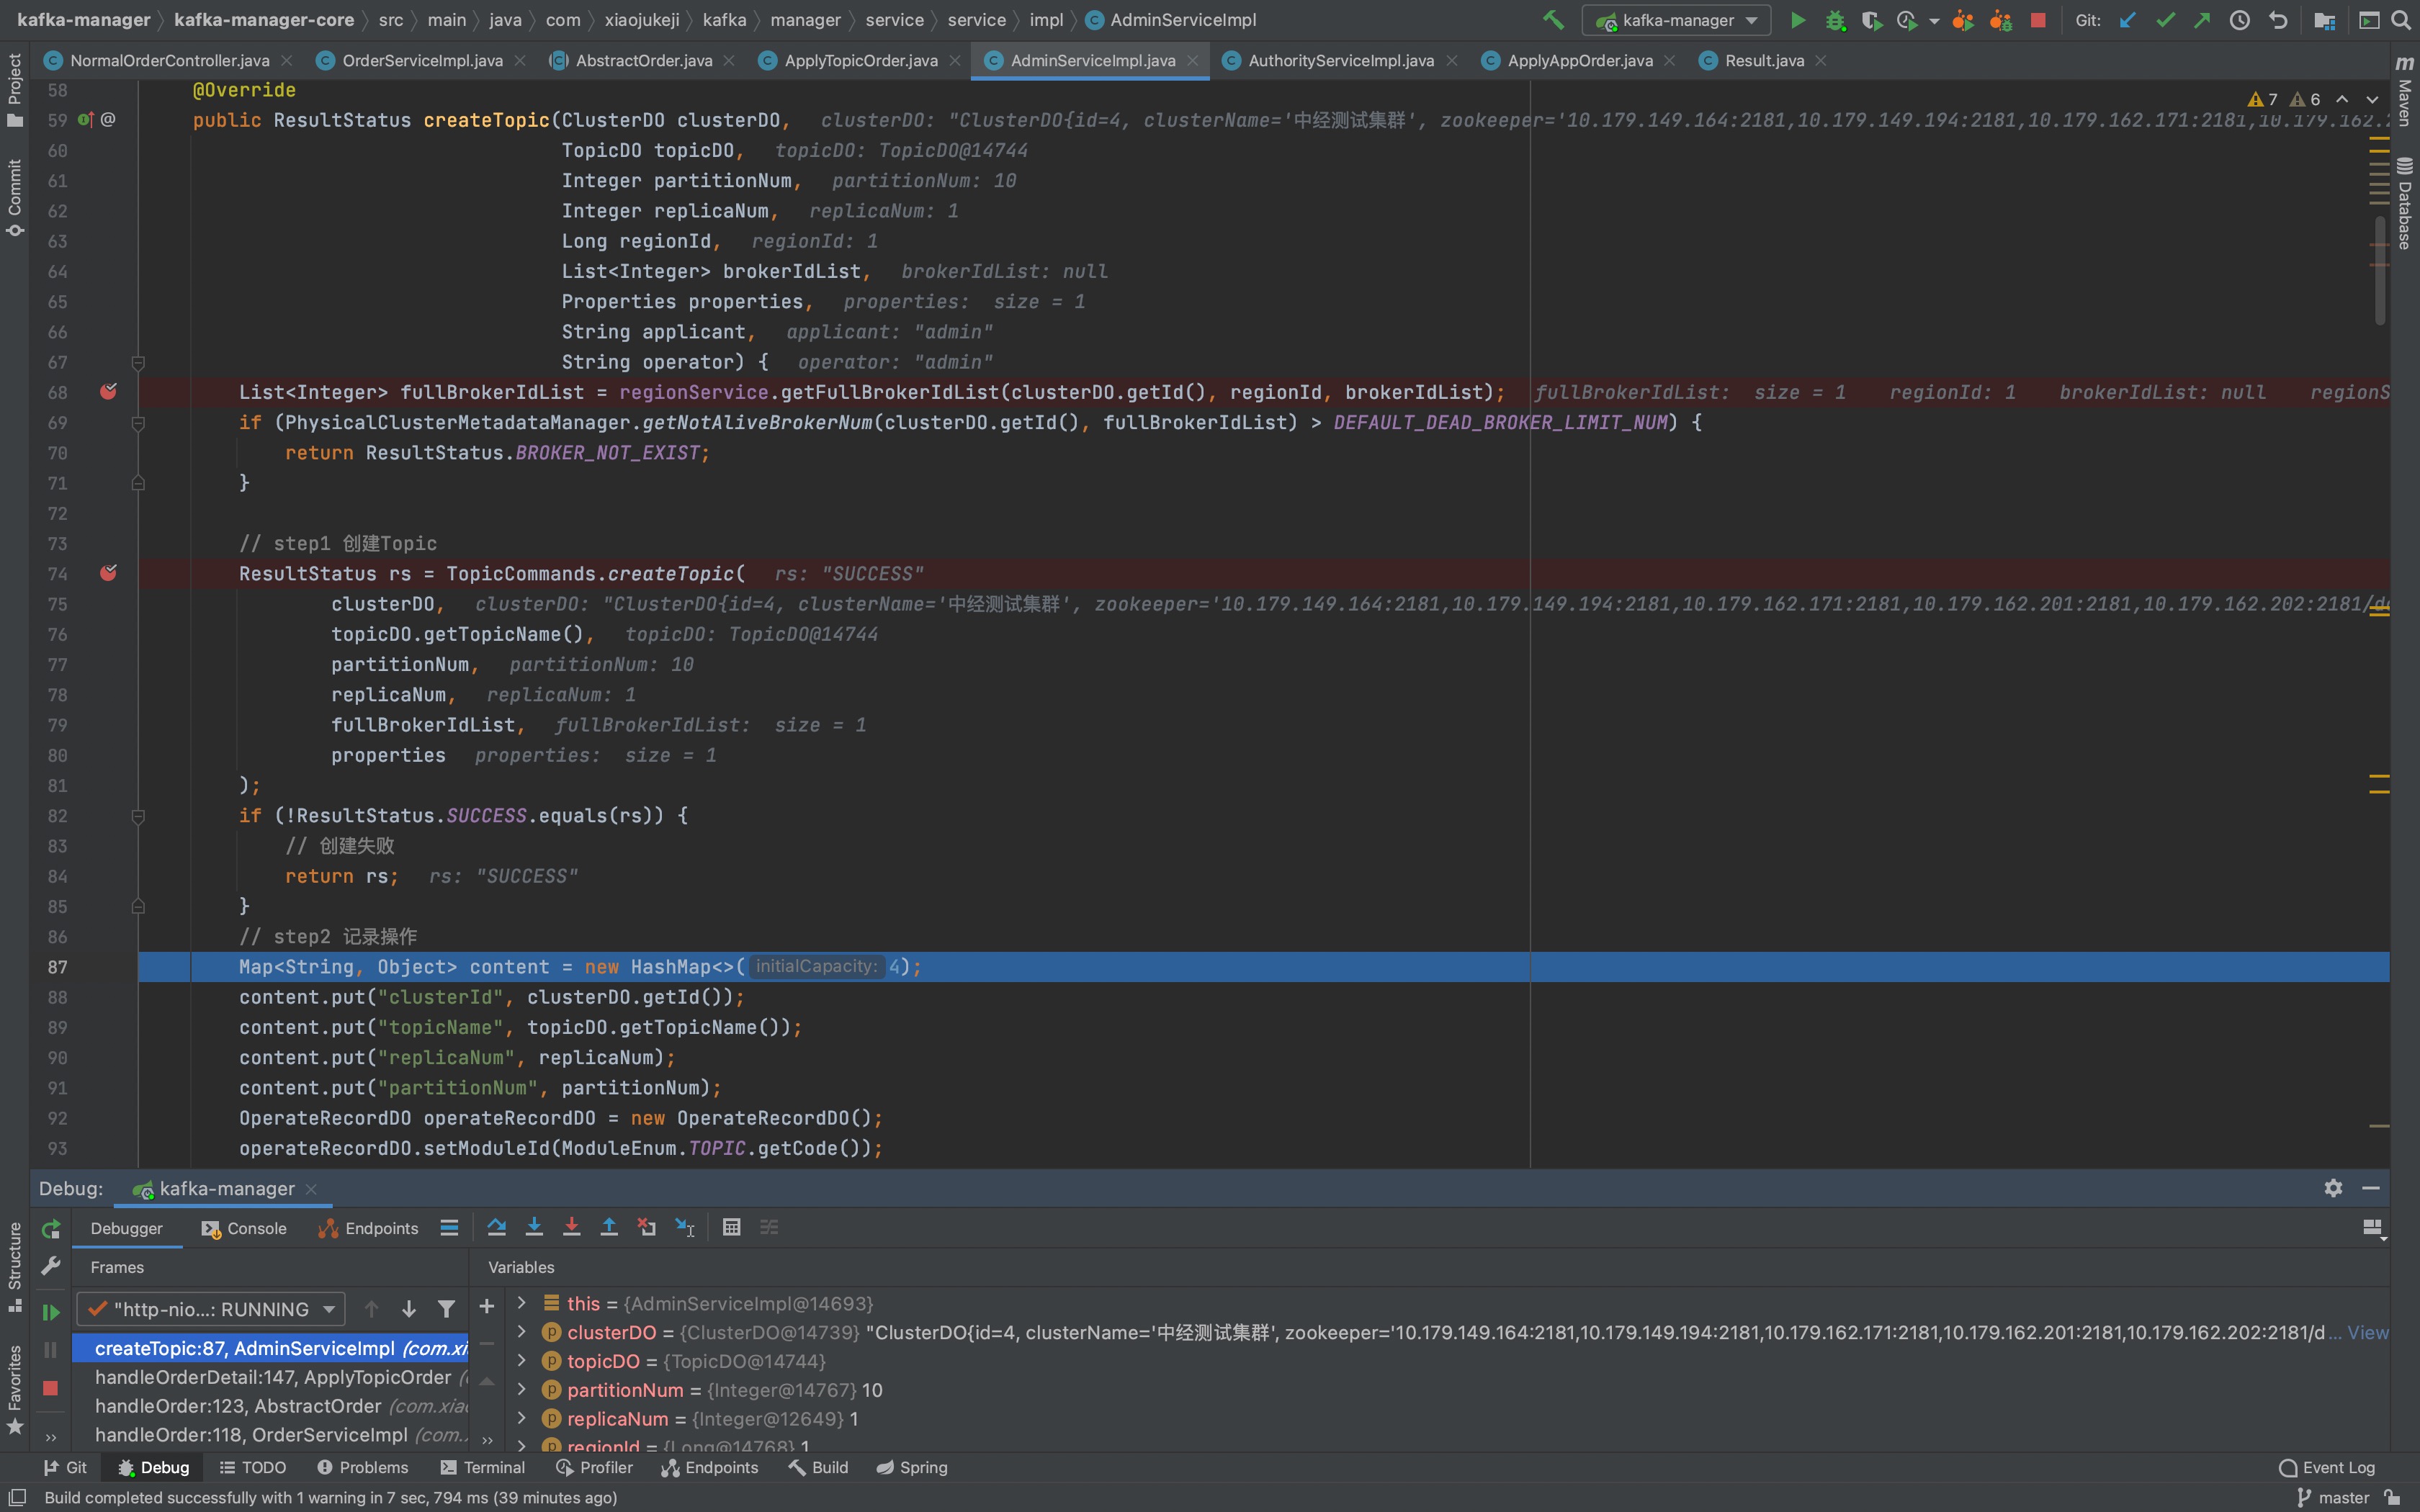 kafka-manager kafka-manager-core src main java com xiaojukeji kafka manager service service impl AdminServiceImpl kafka-manager Git:
NormalOrderController.java OrderServiceImpl.java AbstractOrder.java ApplyTopicOrder.java AdminServiceImpl.java AuthorityServiceImpl.java ApplyAppOrder.java Result.java
Project
Commit
Structure
Favorites
Maven
Database
7 6
58 @Override
59 public ResultStatus createTopic(ClusterDO clusterDO, clusterDO: "ClusterDO{id=4, clusterName='中经测试集群', zookeeper='10.179.149.164:2181,10.179.149.194:2181,10.179.162.171:2181,10.179.162.2
60 TopicDO topicDO, topicDO: TopicDO@14744
61 Integer partitionNum, partitionNum: 10
62 Integer replicaNum, replicaNum: 1
63 Long regionId, regionId: 1
64 List<Integer> brokerIdList, brokerIdList: null
65 Properties properties, properties: size = 1
66 String applicant, applicant: "admin"
67 String operator) { operator: "admin"
68 List<Integer> fullBrokerIdList = regionService.getFullBrokerIdList(clusterDO.getId(), regionId, brokerIdList); fullBrokerIdList: size = 1 regionId: 1 brokerIdList: null regionS
69 if (PhysicalClusterMetadataManager.getNotAliveBrokerNum(clusterDO.getId(), fullBrokerIdList) > DEFAULT_DEAD_BROKER_LIMIT_NUM) {
70 return ResultStatus.BROKER_NOT_EXIST;
71 }
72
73 // step1 创建Topic
74 ResultStatus rs = TopicCommands.createTopic( rs: "SUCCESS"
75 clusterDO, clusterDO: "ClusterDO{id=4, clusterName='中经测试集群', zookeeper='10.179.149.164:2181,10.179.149.194:2181,10.179.162.171:2181,10.179.162.201:2181,10.179.162.202:2181/d
76 topicDO.getTopicName(), topicDO: TopicDO@14744
77 partitionNum, partitionNum: 10
78 replicaNum, replicaNum: 1
79 fullBrokerIdList, fullBrokerIdList: size = 1
80 properties properties: size = 1
81 );
82 if (!ResultStatus.SUCCESS.equals(rs)) {
83 // 创建失败
84 return rs; rs: "SUCCESS"
85 }
86 // step2 记录操作
87 Map<String, Object> content = new HashMap<>( initialCapacity: 4);
88 content.put("clusterId", clusterDO.getId());
89 content.put("topicName", topicDO.getTopicName());
90 content.put("replicaNum", replicaNum);
91 content.put("partitionNum", partitionNum);
92 OperateRecordDO operateRecordDO = new OperateRecordDO();
93 operateRecordDO.setModuleId(ModuleEnum.TOPIC.getCode());
Debug: kafka-manager
Debugger Console Endpoints
Frames Variables
"http-nio...: RUNNING
createTopic:87, AdminServiceImpl (com.xi
handleOrderDetail:147, ApplyTopicOrder (
handleOrder:123, AbstractOrder (com.xia
handleOrder:118, OrderServiceImpl (com.
this = {AdminServiceImpl@14693}
clusterDO = {ClusterDO@14739} "ClusterDO{id=4, clusterName='中经测试集群', zookeeper='10.179.149.164:2181,10.179.149.194:2181,10.179.162.171:2181,10.179.162.201:2181,10.179.162.202:2181/d... View
topicDO = {TopicDO@14744}
partitionNum = {Integer@14767} 10
replicaNum = {Integer@12649} 1
regionId = {Long@14768} 1
Git Debug TODO Problems Terminal Profiler Endpoints Build Spring Event Log
Build completed successfully with 1 warning in 7 sec, 794 ms (39 minutes ago) master